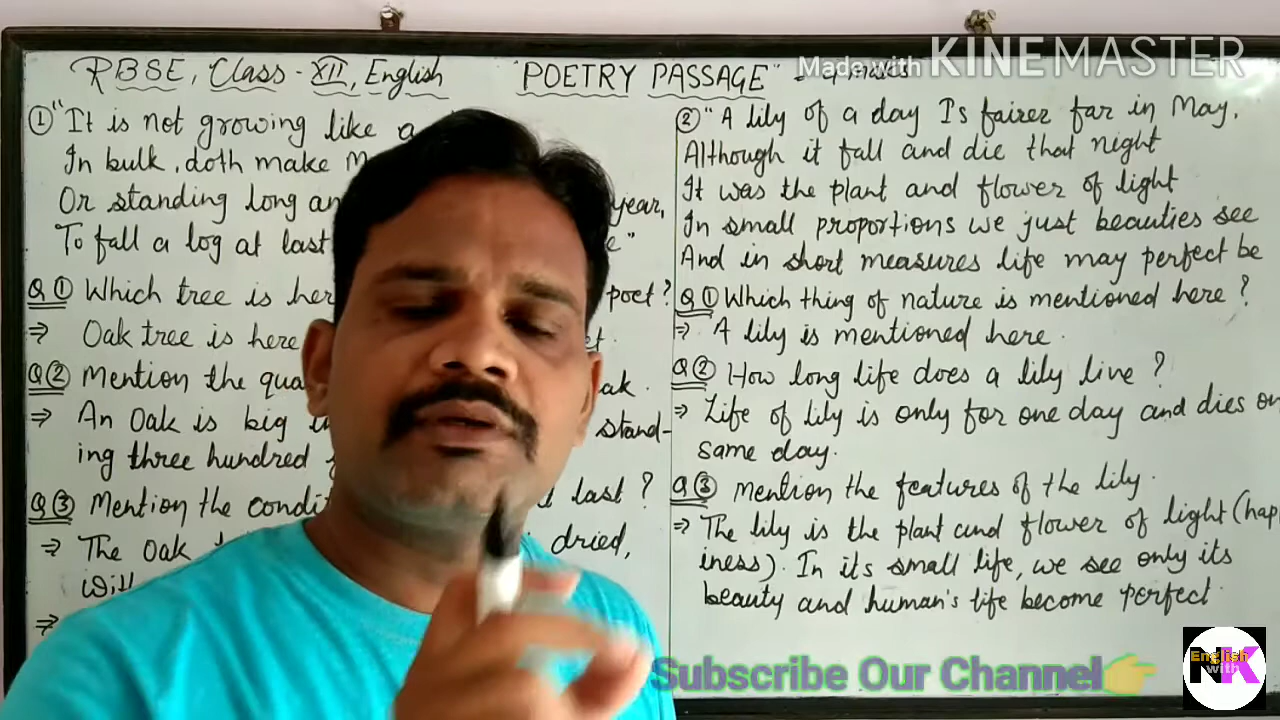 RBSE, Class - XII, English
"POETRY PASSAGE" =
Made with KINEMASTER
① "It is not growing like a
In bulk, doth make
Or standing long an year,
To fall a log at last "
Q① Which tree is her poet?
⇒ Oak tree is here
Q② Mention the qua
⇒ An Oak is big stand-
ing three hundred
Q③ Mention the condit last?
⇒ The Oak dried,
⇒
② "A lily of a day Is fairer far in May,
Although it fall and die that night
It was the plant and flower of light
In small proportions we just beauties see
And in short measures life may perfect be
Q① Which thing of nature is mentioned here?
⇒ A lily is mentioned here.
Q② How long life does a lily live?
⇒ Life of lily is only for one day and dies on
same day.
Q③ Mention the features of the lily.
⇒ The lily is the plant and flower of light (hap
iness). In its small life, we see only its
beauty and human's life become perfect.
Subscribe Our Channel
English
with
NK